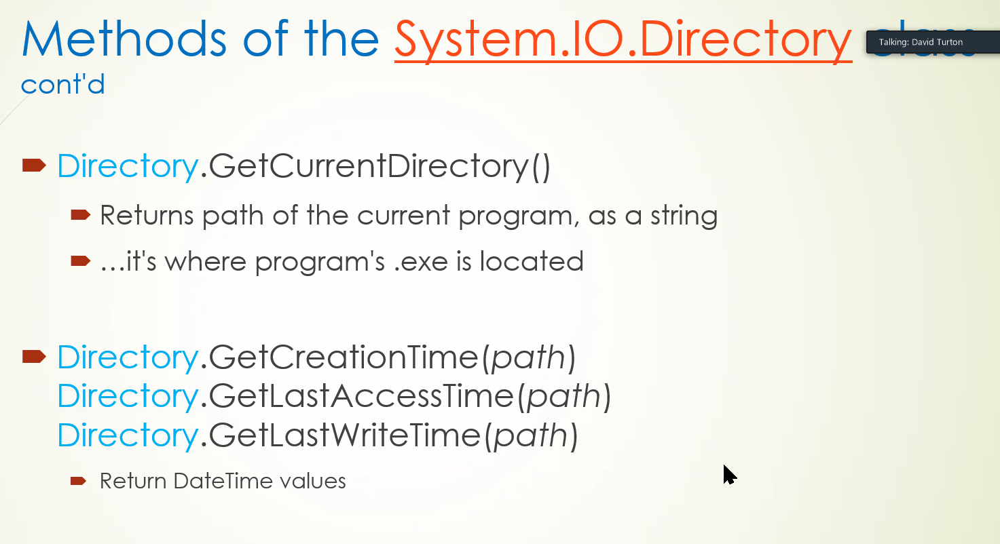 Methods of the System.IO.Directory
Talking: David Turton
cont'd
Directory.GetCurrentDirectory()
Returns path of the current program, as a string
…it's where program's .exe is located
Directory.GetCreationTime(path)
Directory.GetLastAccessTime(path)
Directory.GetLastWriteTime(path)
Return DateTime values